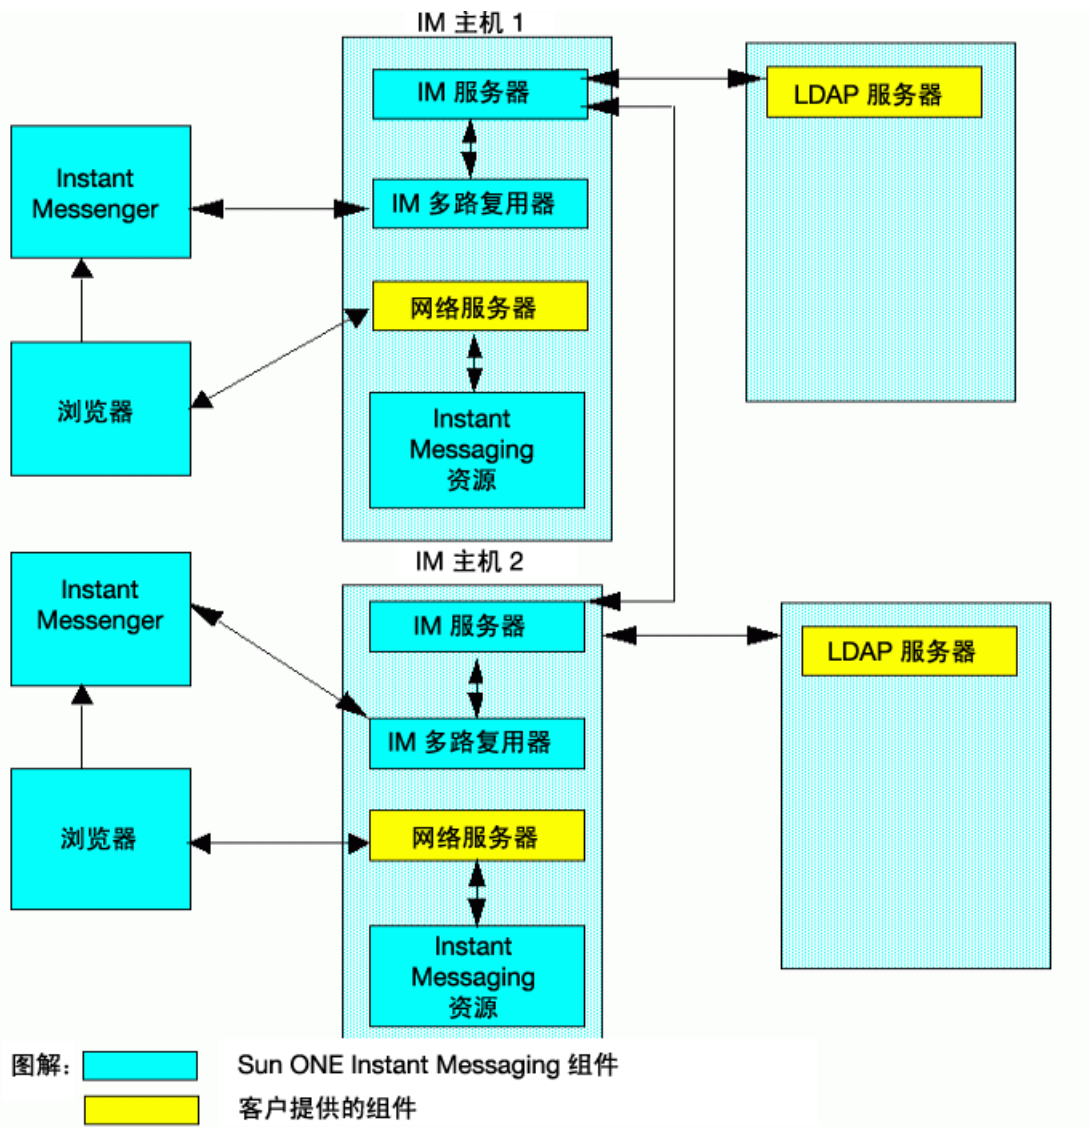 IM 主机 1
IM 服务器
LDAP 服务器
Instant
Messenger
IM 多路复用器
网络服务器
浏览器
Instant
Messaging
资源
IM 主机 2
Instant
Messenger
IM 服务器
LDAP 服务器
IM 多路复用器
浏览器
网络服务器
Instant
Messaging
资源
图解：
Sun ONE Instant Messaging 组件
客户提供的组件